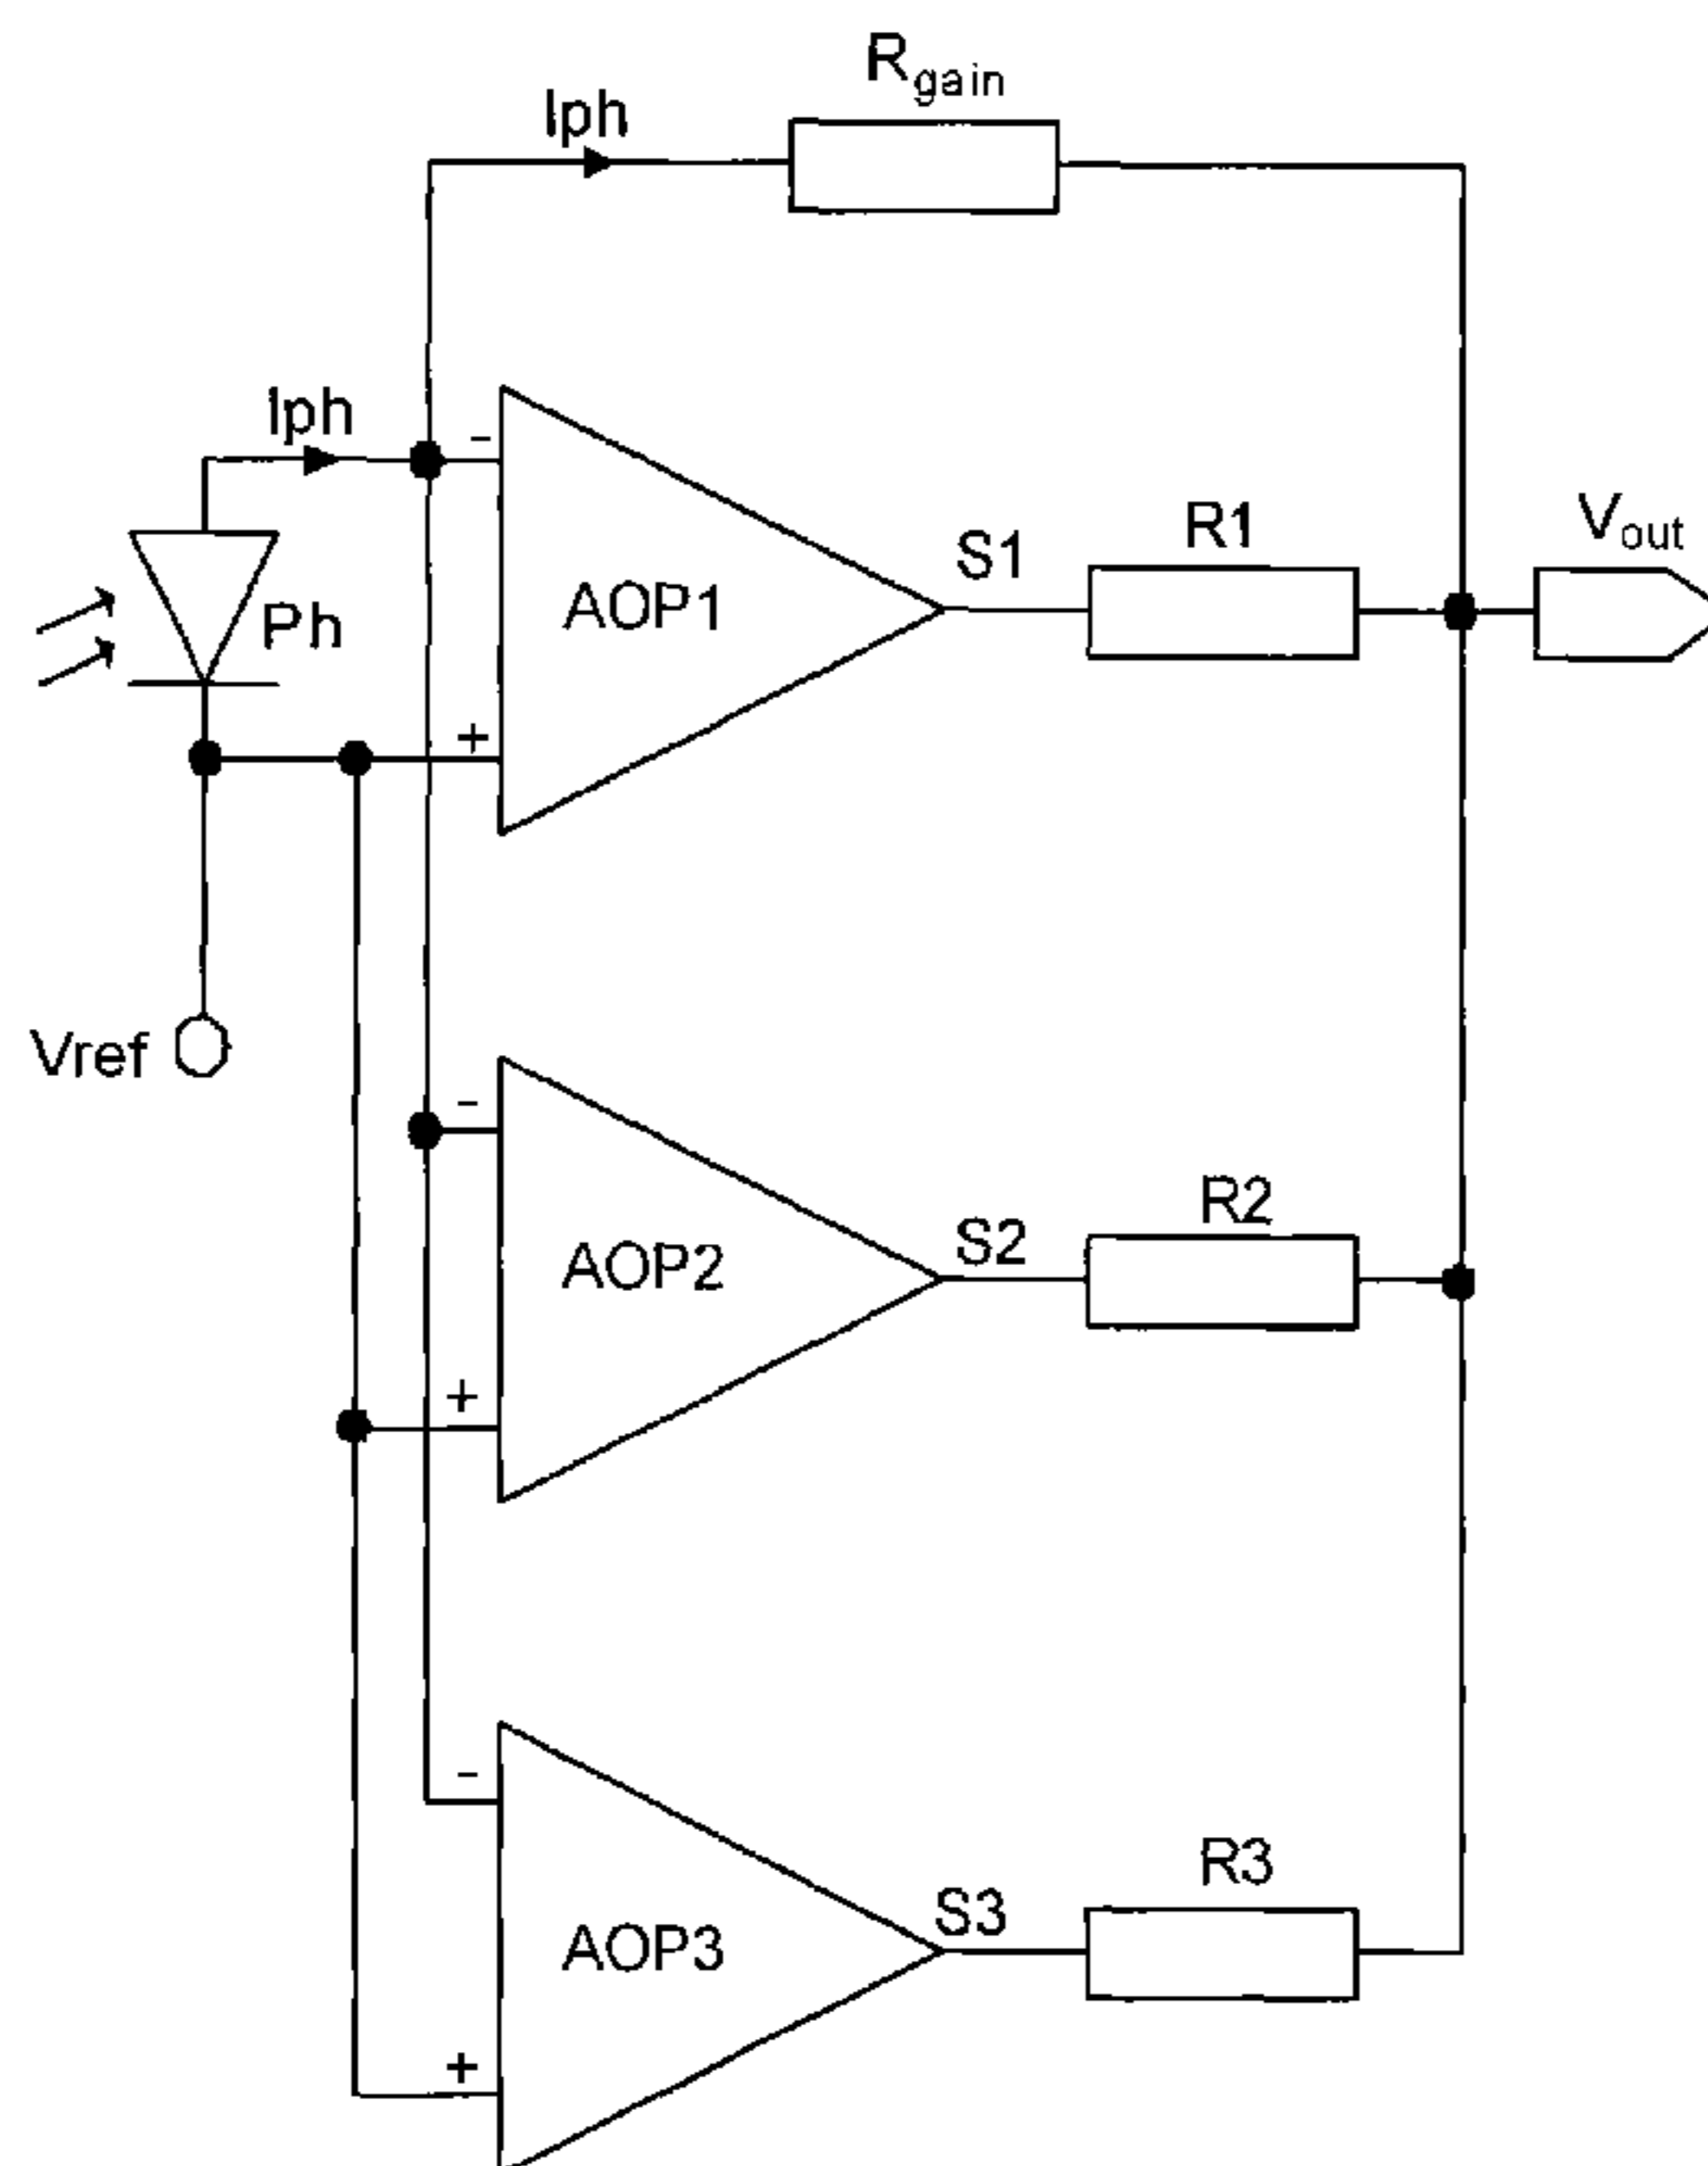 Rgain
Iph
Iph
-
S1
R1
Vout
AOP1
Ph
+
Vref
-
R2
S2
AOP2
+
-
R3
S3
AOP3
+